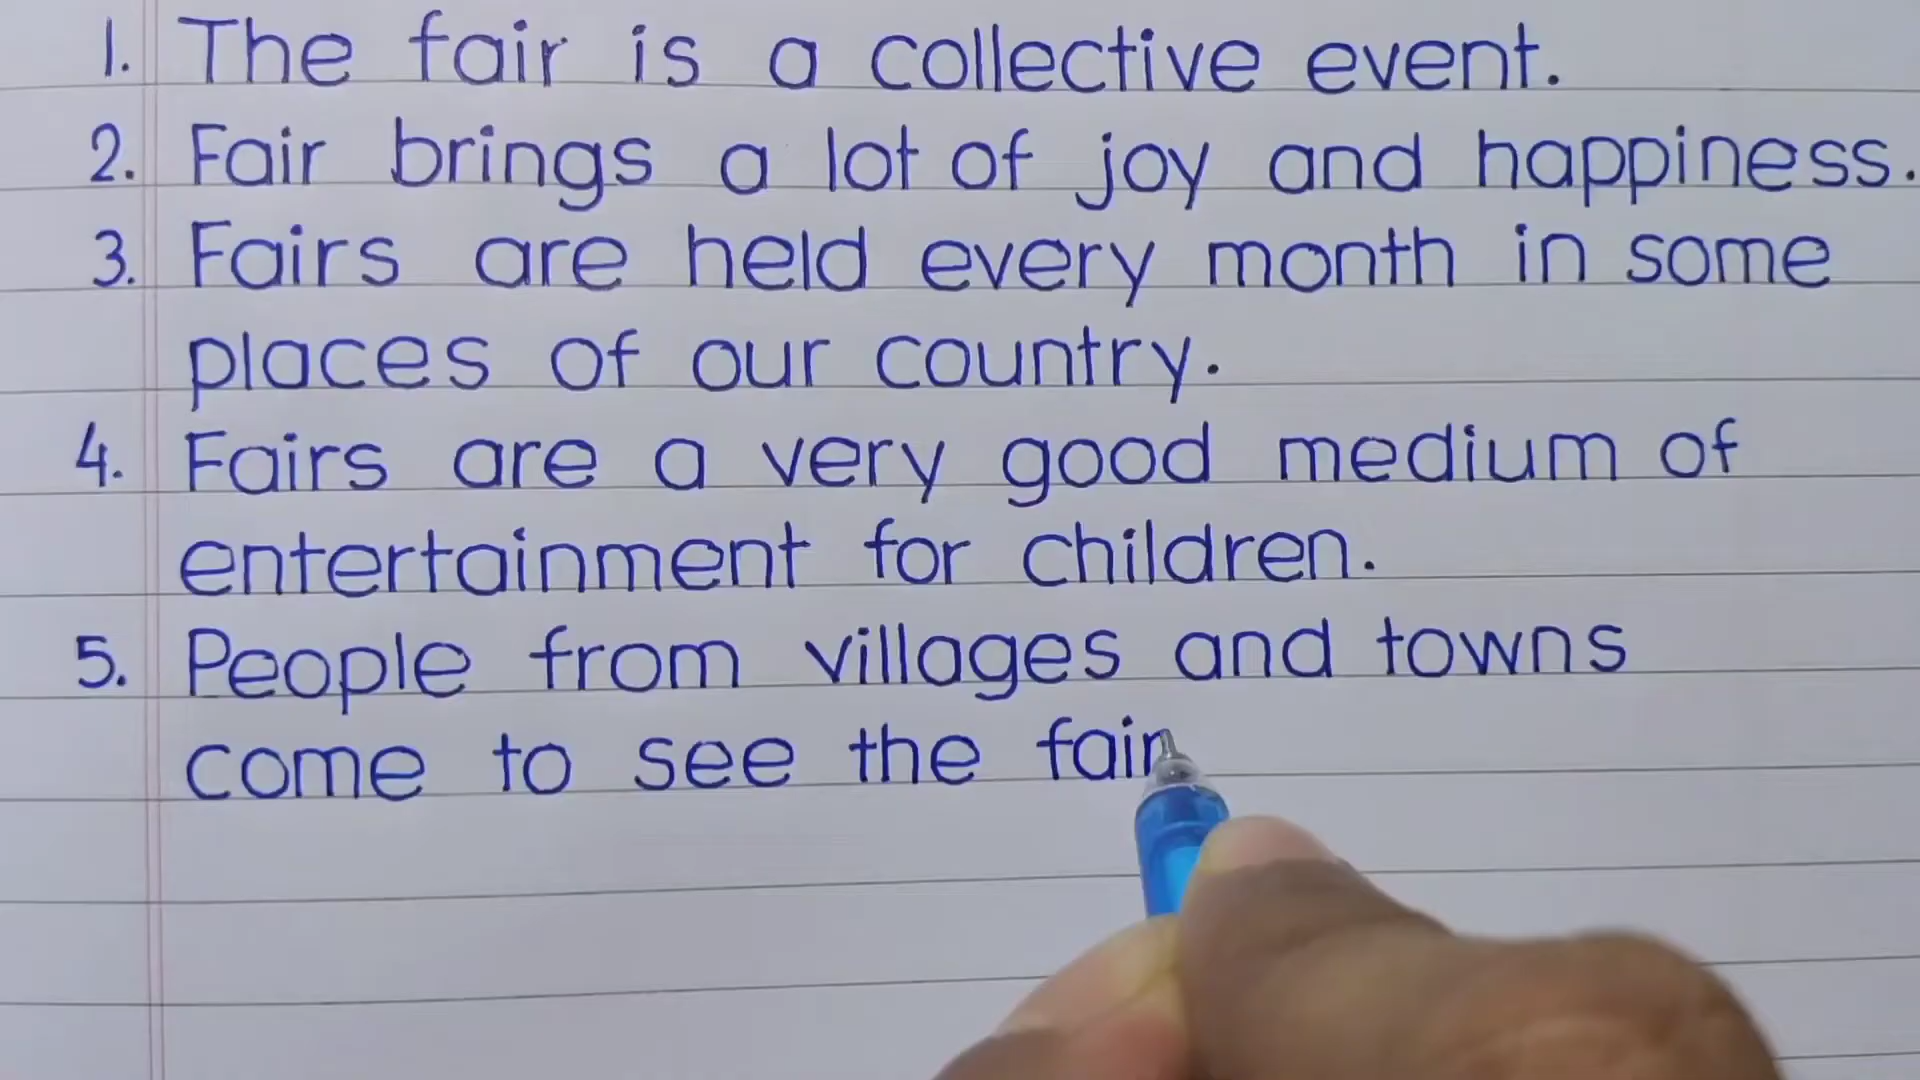 1. The fair is a collective event.
2. Fair brings a lot of joy and happiness.
3. Fairs are held every month in some
places of our country.
4. Fairs are a very good medium of
entertainment for children.
5. People from villages and towns
come to see the fair